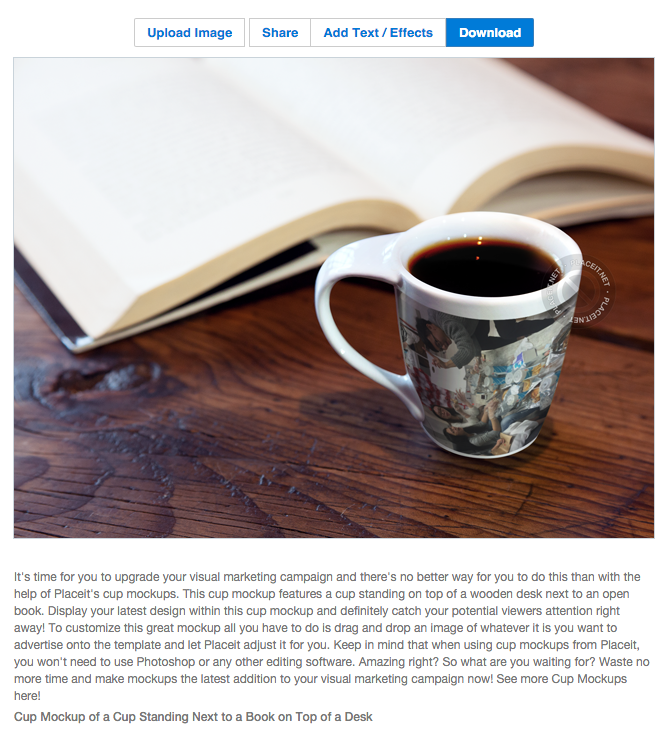 Upload Image
Share
Add Text / Effects
Download
PLACEIT.NET • PLACEIT.NET • PLACEIT.NET
It's time for you to upgrade your visual marketing campaign and there's no better way for you to do this than with the
help of Placeit's cup mockups. This cup mockup features a cup standing on top of a wooden desk next to an open
book. Display your latest design within this cup mockup and definitely catch your potential viewers attention right
away! To customize this great mockup all you have to do is drag and drop an image of whatever it is you want to
advertise onto the template and let Placeit adjust it for you. Keep in mind that when using cup mockups from Placeit,
you won't need to use Photoshop or any other editing software. Amazing right? So what are you waiting for? Waste no
more time and make mockups the latest addition to your visual marketing campaign now! See more Cup Mockups
here!
Cup Mockup of a Cup Standing Next to a Book on Top of a Desk